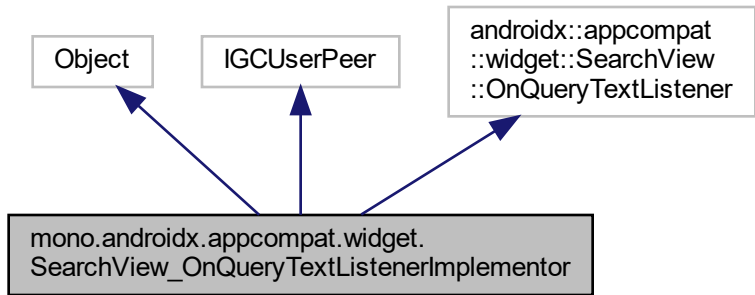 Object
IGCUserPeer
androidx::appcompat
::widget::SearchView
::OnQueryTextListener
mono.androidx.appcompat.widget.
SearchView_OnQueryTextListenerImplementor